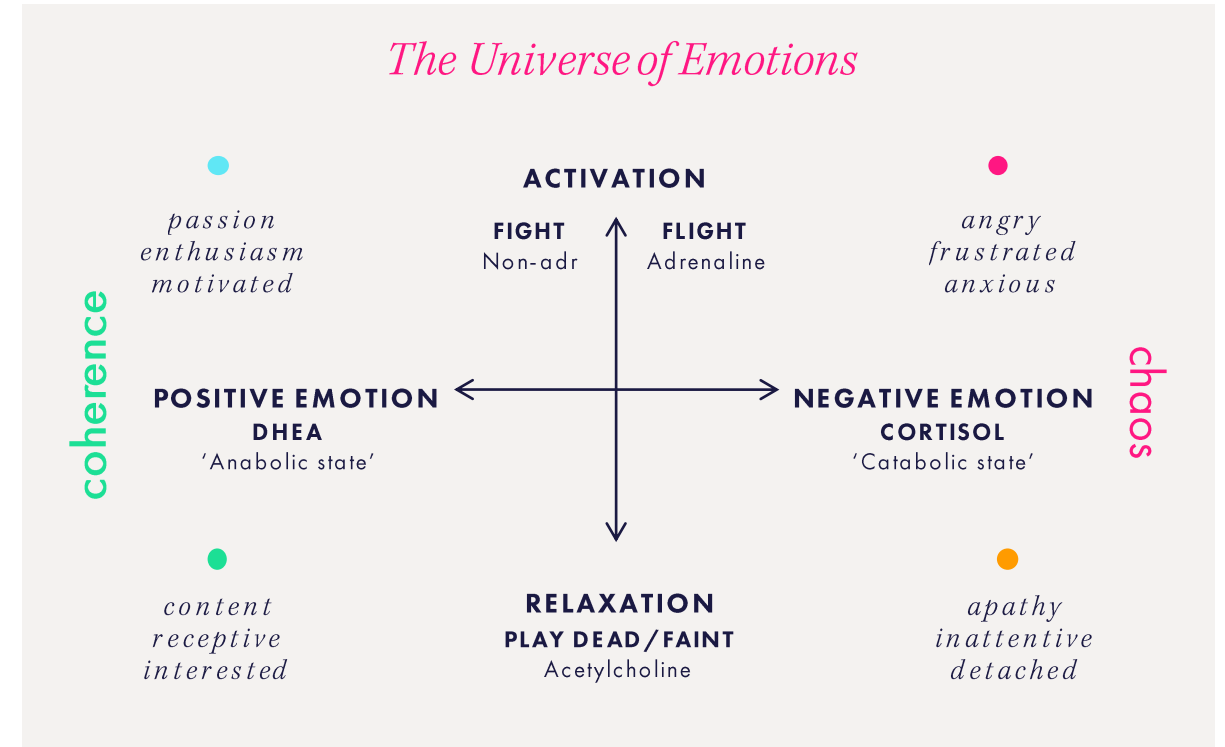 The Universe of Emotions
ACTIVATION
FIGHT
Non-adr
FLIGHT
Adrenaline
passion
enthusiasm
motivated
angry
frustrated
anxious
coherence
POSITIVE EMOTION
DHEA
‘Anabolic state’
NEGATIVE EMOTION
CORTISOL
‘Catabolic state’
chaos
content
receptive
interested
RELAXATION
PLAY DEAD/FAINT
Acetylcholine
apathy
inattentive
detached